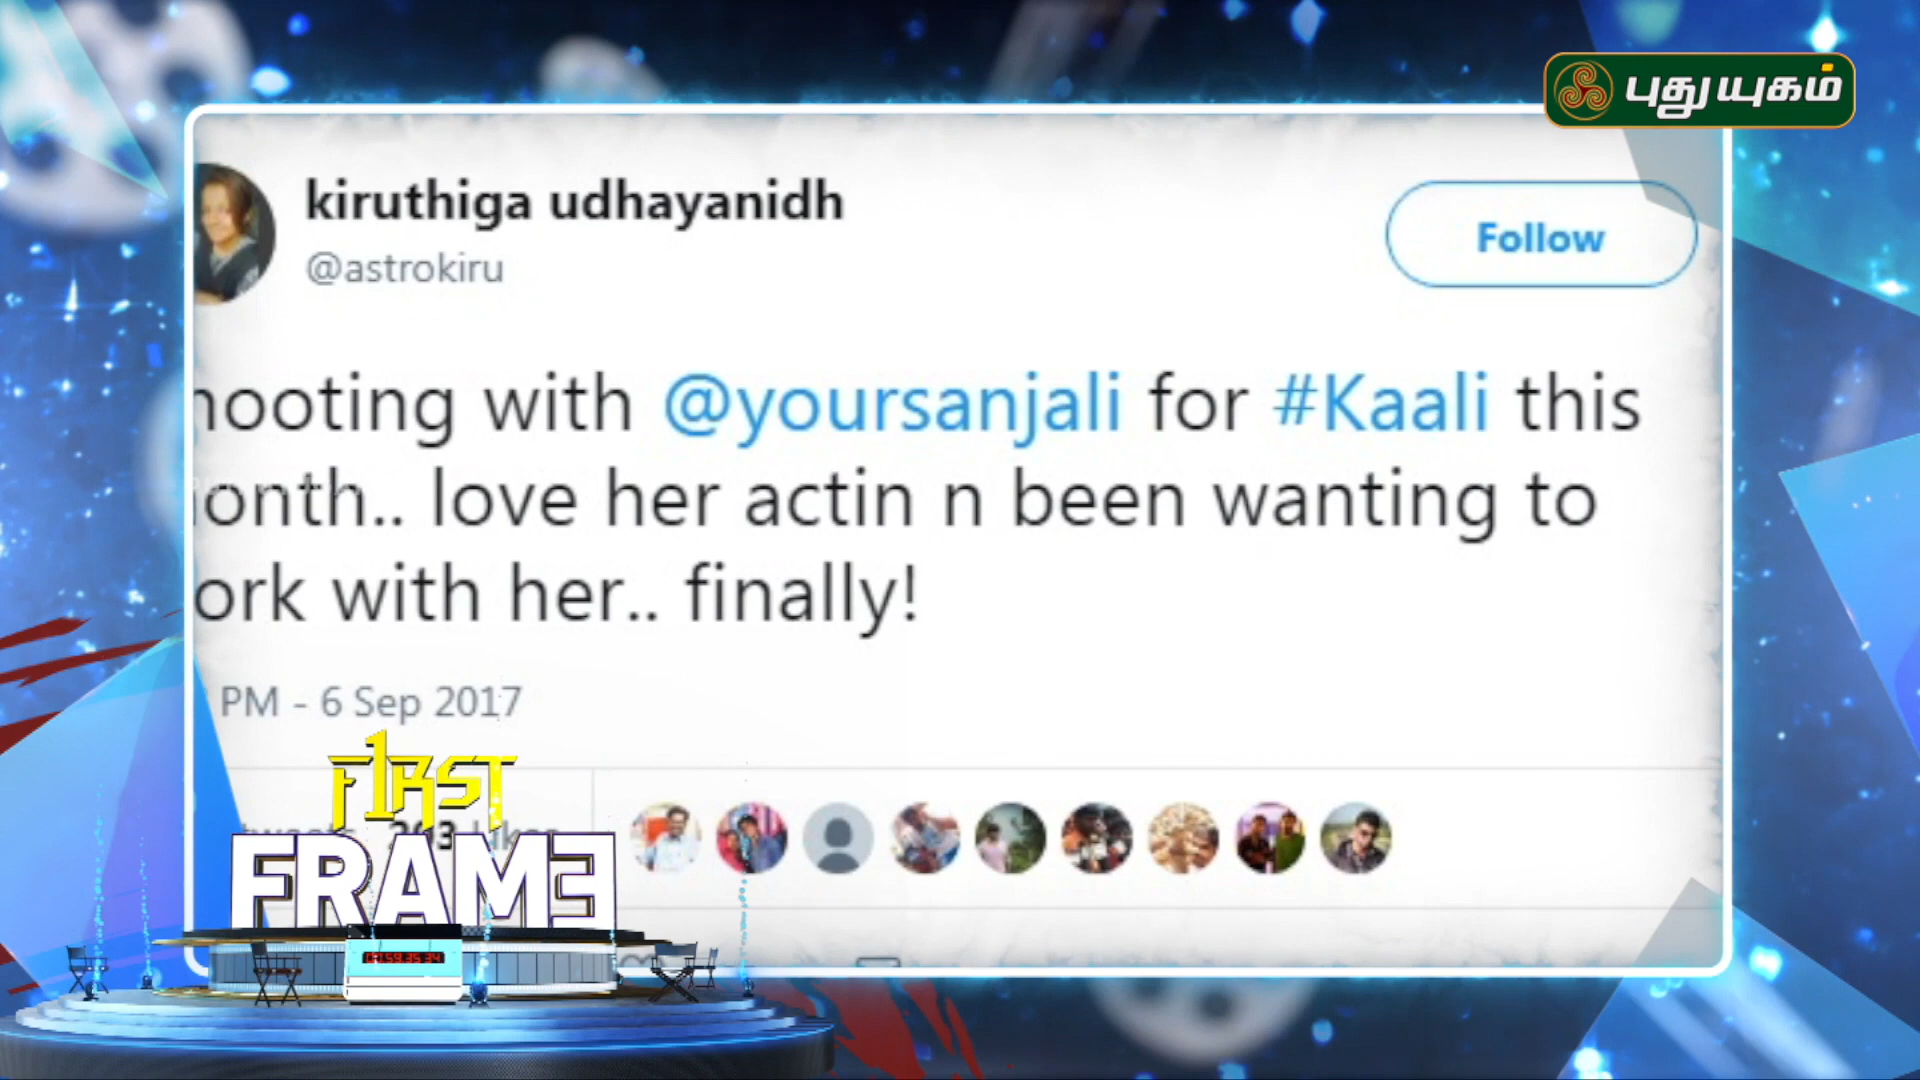 புதுயுகம்
kiruthiga udhayanidh
@astrokiru
Follow
hooting with @yoursanjali for #Kaali this
onth.. love her actin n been wanting to
ork with her.. finally!
PM - 6 Sep 2017
F1RST
FRAME